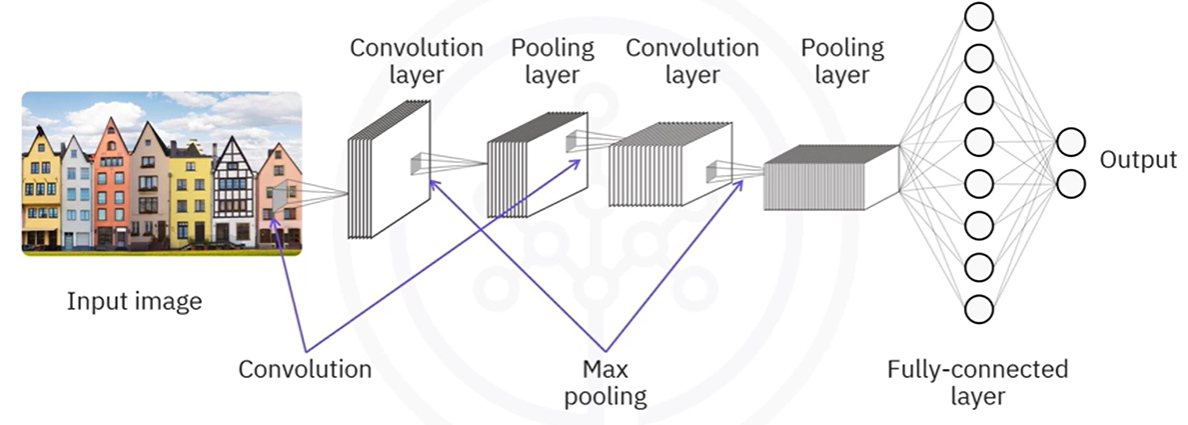 Convolution
layer
Pooling
layer
Convolution
layer
Pooling
layer
Output
Input image
Convolution
Max
pooling
Fully-connected
layer